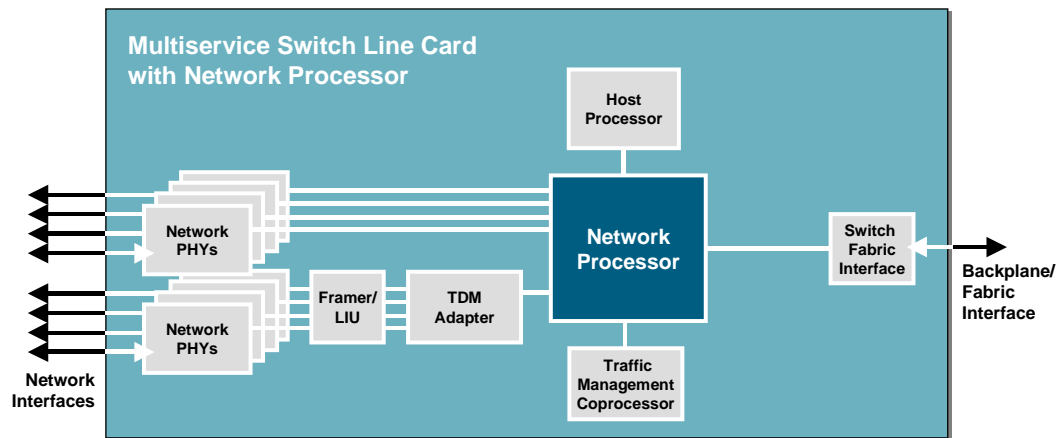 Multiservice Switch Line Card
with Network Processor
Host
Processor
Network
PHYs
Network
Processor
Switch
Fabric
Interface
Backplane/
Fabric
Interface
Framer/
LIU
TDM
Adapter
Network
PHYs
Network
Interfaces
Traffic
Management
Coprocessor